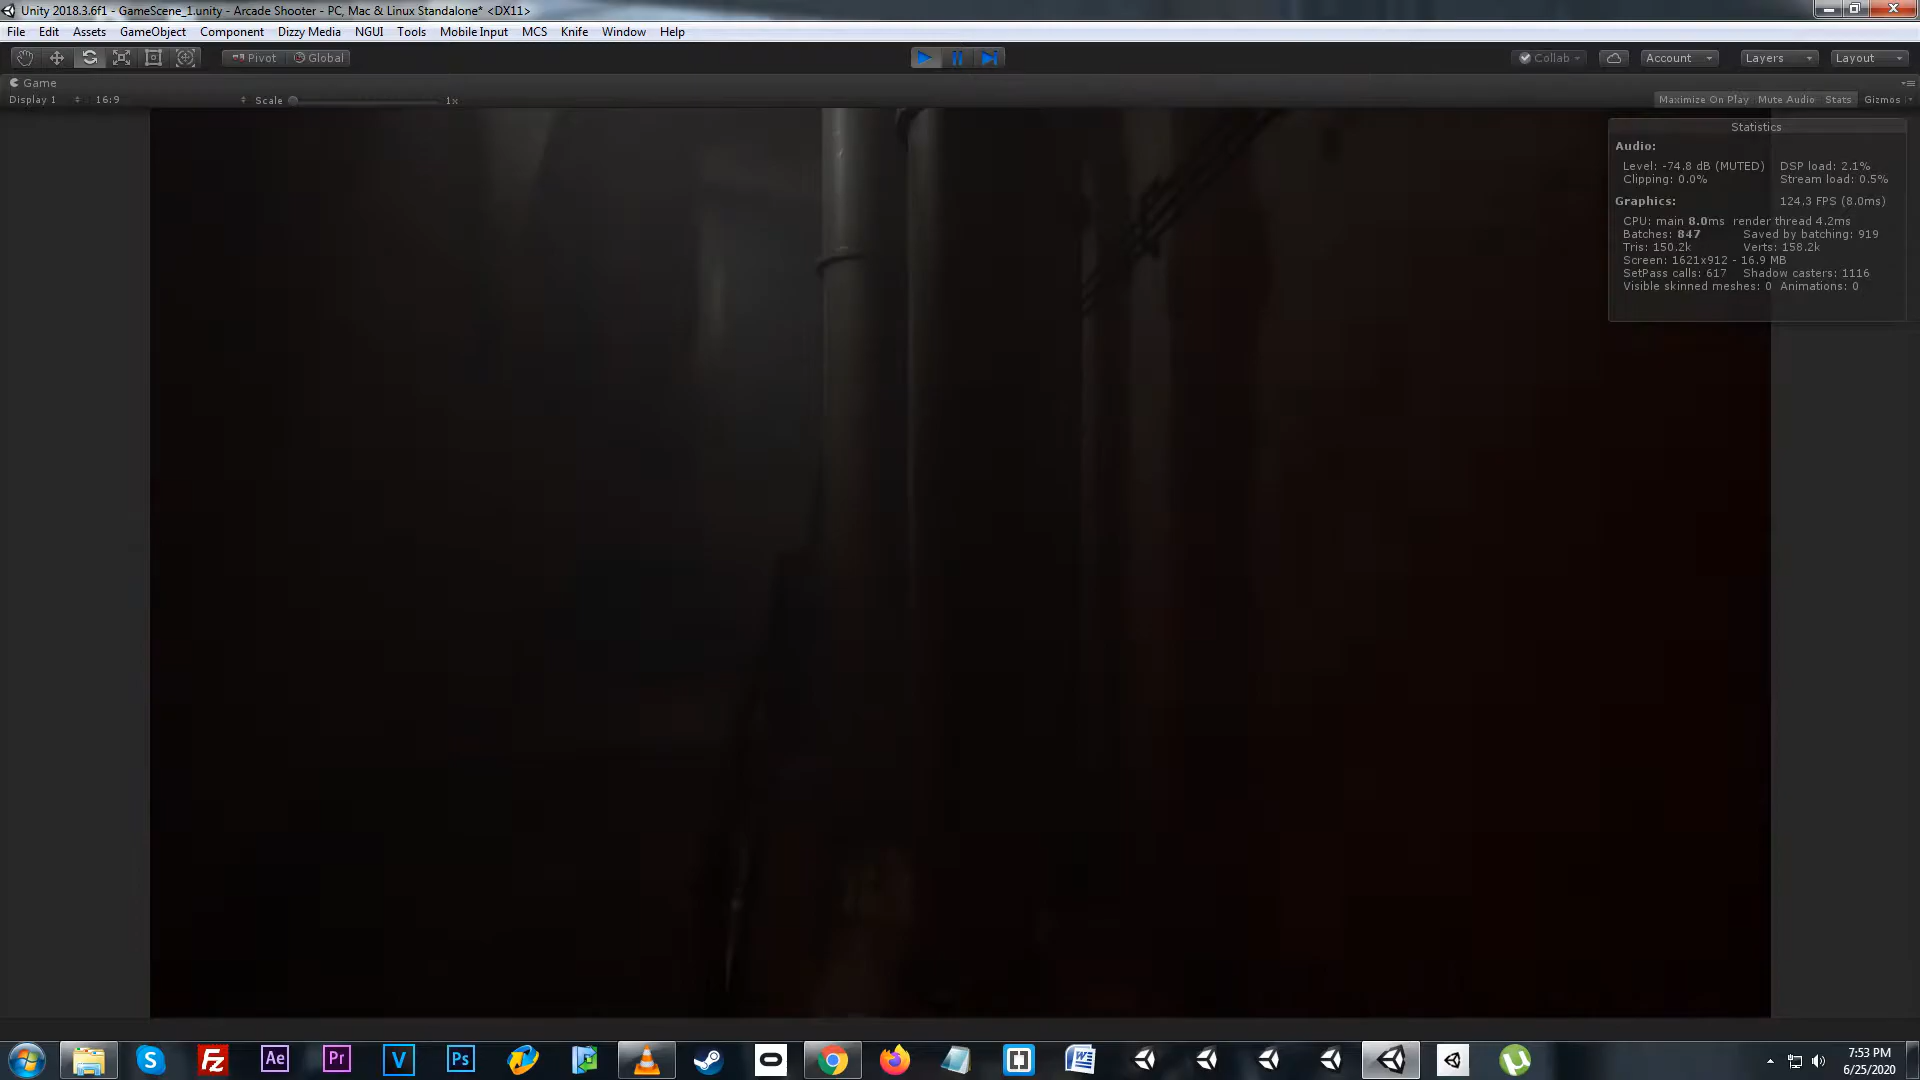 Unity 2018.3.6f1 - GameScene_1.unity - Arcade Shooter - PC, Mac & Linux Standalone* <DX11>
File Edit Assets GameObject Component Dizzy Media NGUI Tools Mobile Input MCS Knife Window Help
Pivot Global Collab Account Layers Layout
Game
Display 1 16:9 Scale 1x Maximize On Play Mute Audio Stats Gizmos
Statistics
Audio:
Level: -74.8 dB (MUTED) DSP load: 2.1%
Clipping: 0.0% Stream load: 0.5%
Graphics: 124.3 FPS (8.0ms)
CPU: main 8.0ms render thread 4.2ms
Batches: 847 Saved by batching: 919
Tris: 150.2k Verts: 158.2k
Screen: 1621x912 - 16.9 MB
SetPass calls: 617 Shadow casters: 1116
Visible skinned meshes: 0 Animations: 0
S Fz Ae Pr V Ps W
7:53 PM
6/25/2020